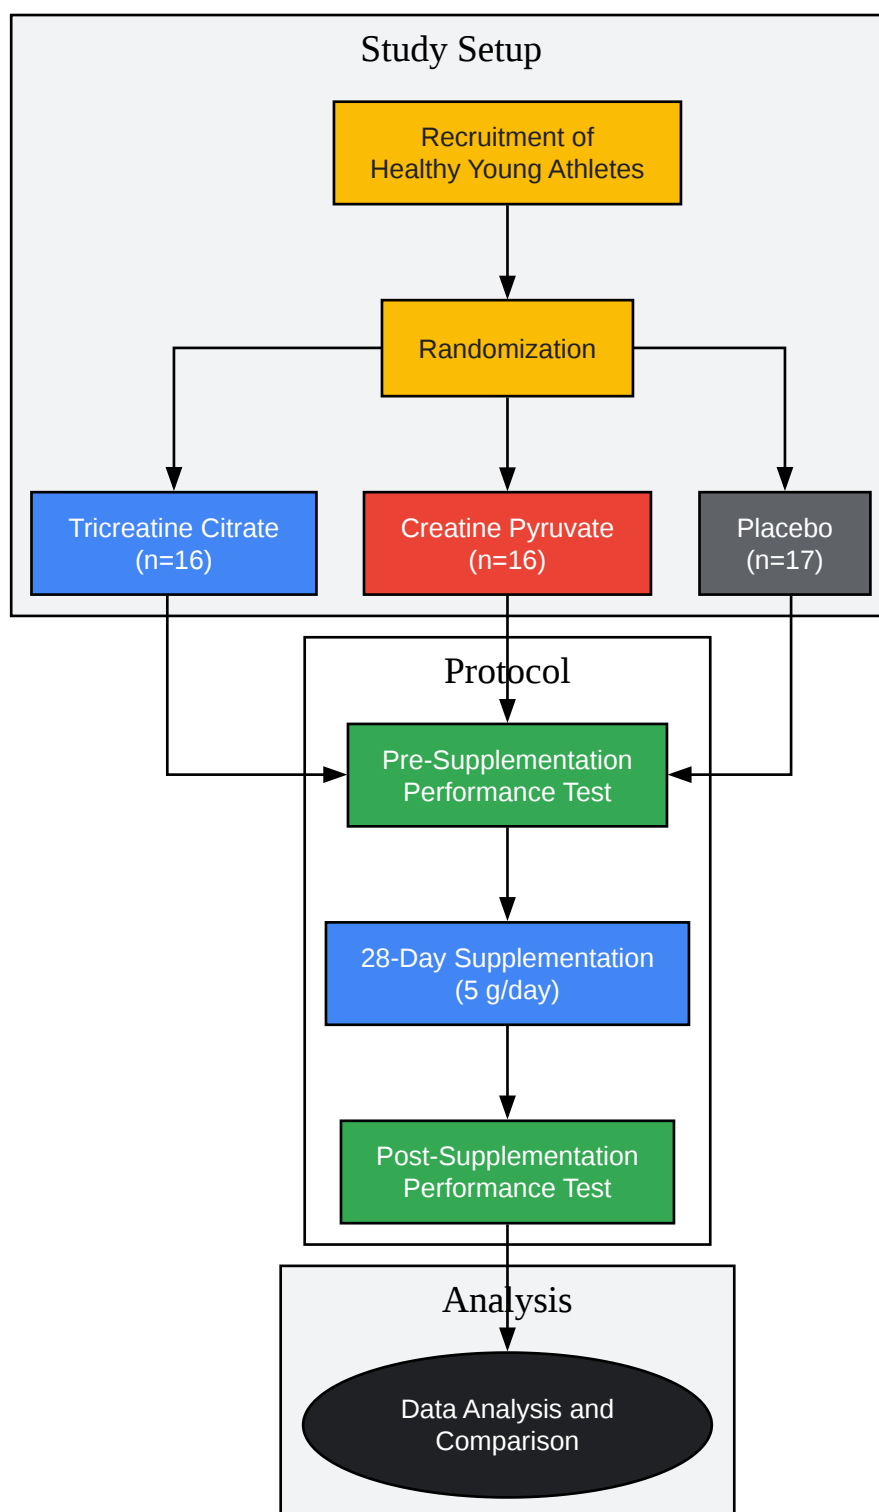 Study Setup
Recruitment of
Healthy Young Athletes
Randomization
Tricreatine Citrate
(n=16)
Creatine Pyruvate
(n=16)
Placebo
(n=17)
Protocol
Pre-Supplementation
Performance Test
28-Day Supplementation
(5 g/day)
Post-Supplementation
Performance Test
Analysis
Data Analysis and
Comparison